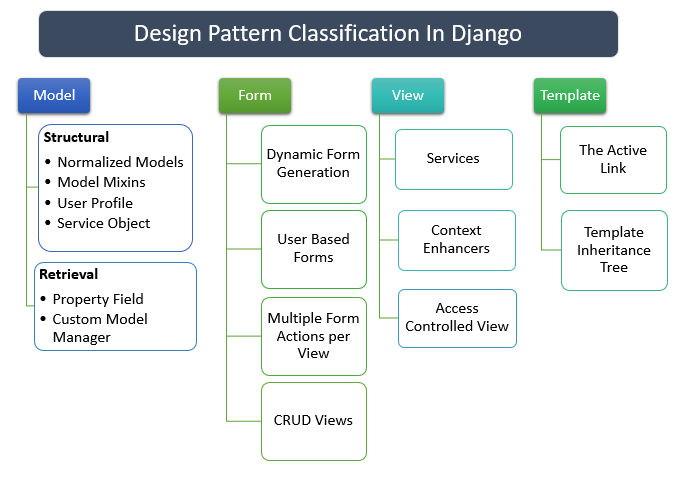 Design Pattern Classification In Django
Model
Structural
• Normalized Models
• Model Mixins
• User Profile
• Service Object
Retrieval
• Property Field
• Custom Model
Manager
Form
Dynamic Form
Generation
User Based
Forms
Multiple Form
Actions per
View
CRUD Views
View
Services
Context
Enhancers
Access
Controlled View
Template
The Active
Link
Template
Inheritance
Tree